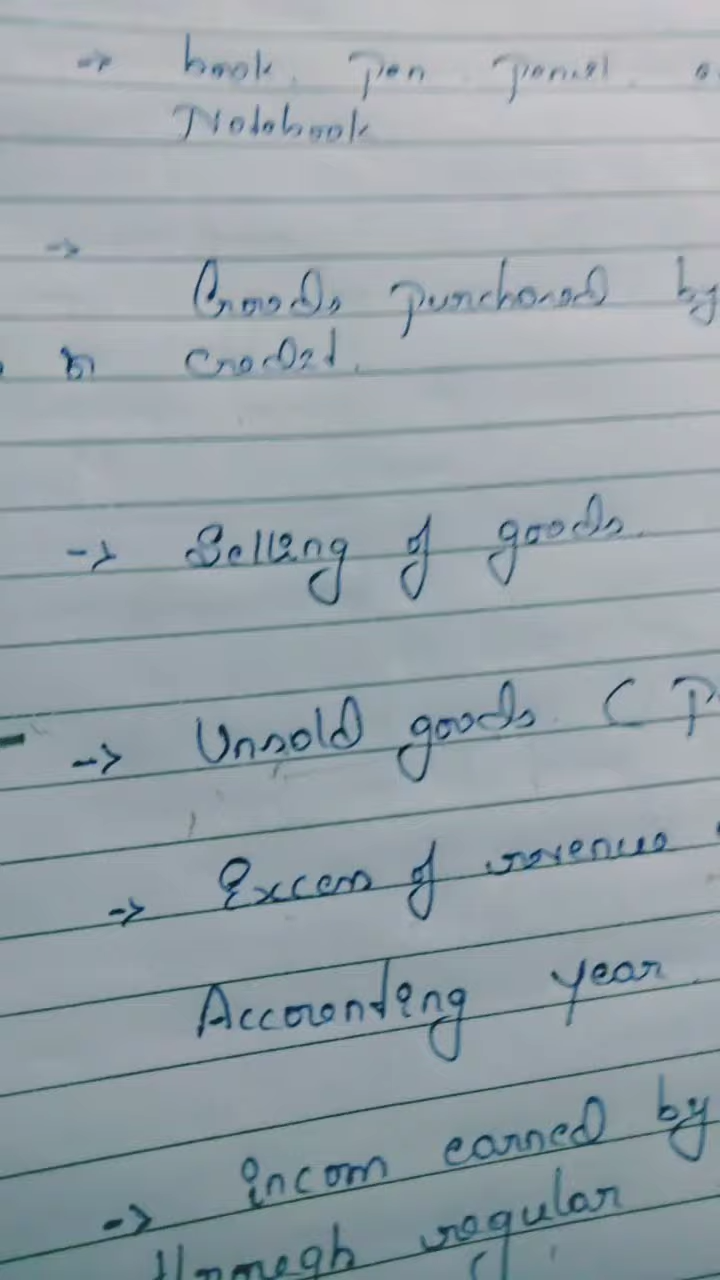 → book, pen, pencil,
Notebook
→
Goods purchased by
credit.
→ Selling of goods.
→ Unsold goods. (
→ Excess of revenue
Accounting year
→ incom earned by
through regular